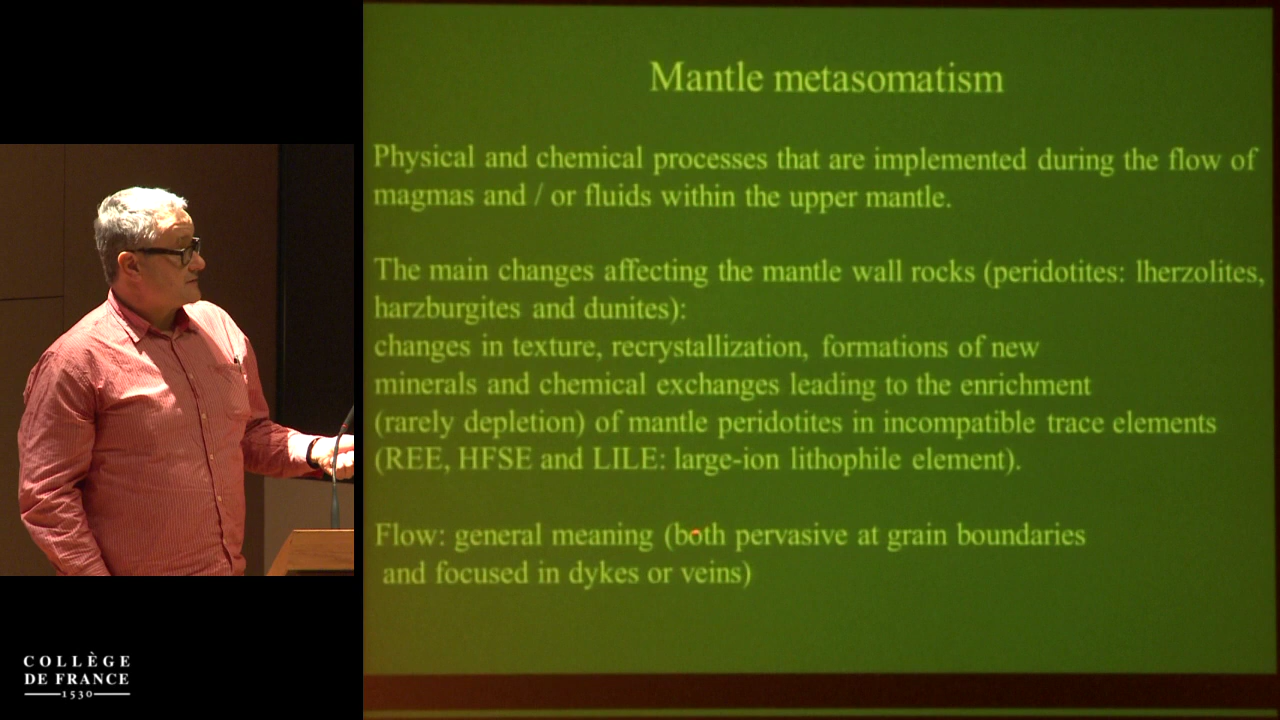 Mantle metasomatism
Physical and chemical processes that are implemented during the flow of
magmas and / or fluids within the upper mantle.
The main changes affecting the mantle wall rocks (peridotites: lherzolites,
harzburgites and dunites):
changes in texture, recrystallization, formations of new
minerals and chemical exchanges leading to the enrichment
(rarely depletion) of mantle peridotites in incompatible trace elements
(REE, HFSE and LILE: large-ion lithophile element).
Flow: general meaning (both pervasive at grain boundaries
and focused in dykes or veins)
COLLÈGE
DE FRANCE
1530